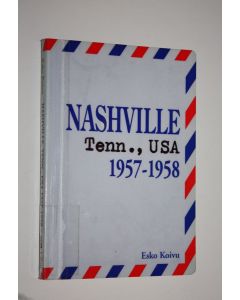 NASHVILLE
Tenn., USA
1957-1958
Esko Koivu